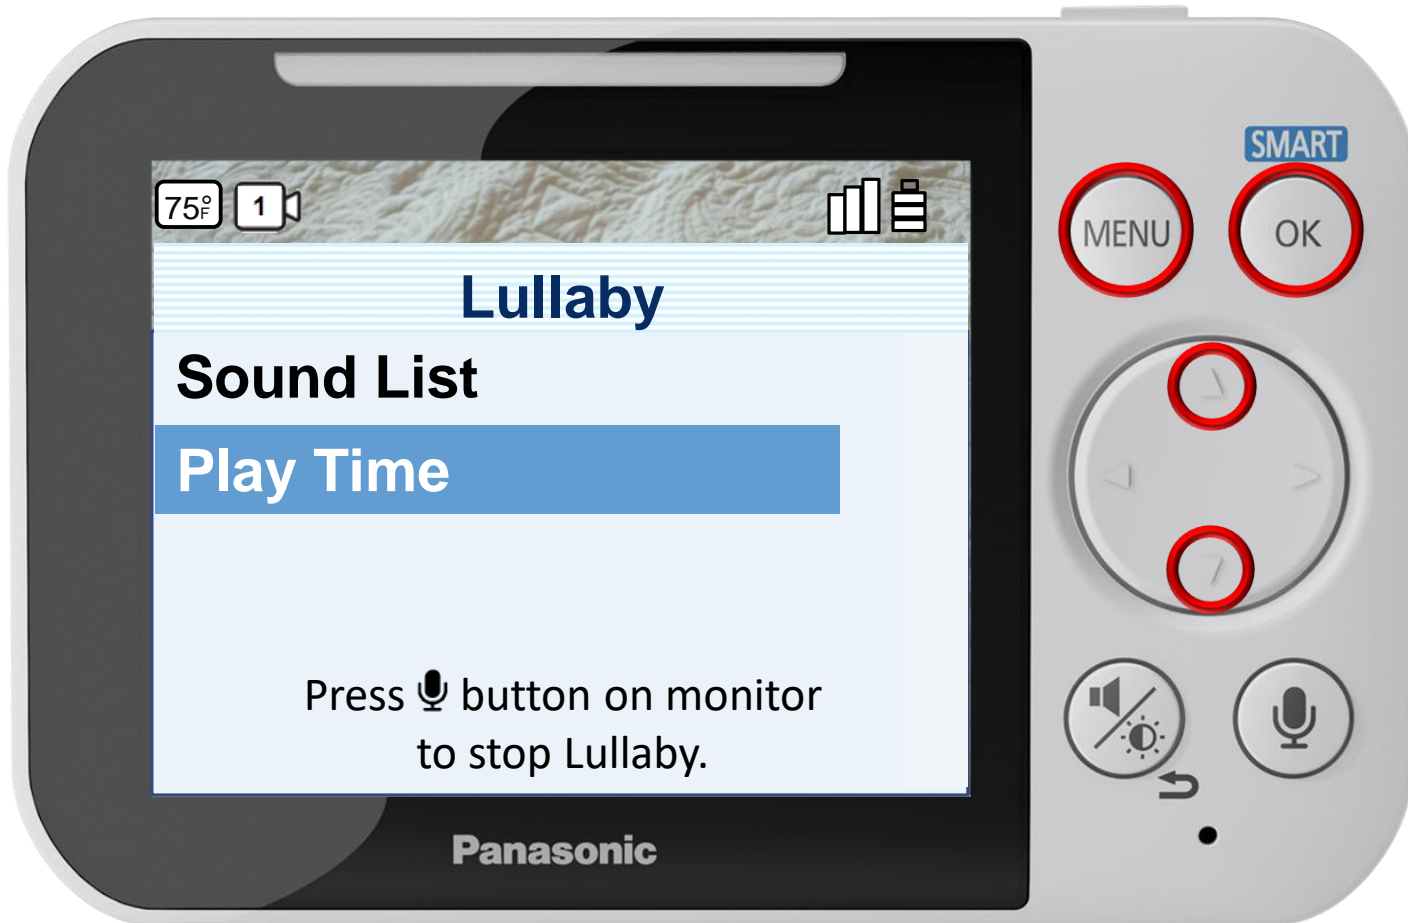 SMART
75°F 1
MENU OK
Lullaby
Sound List
Play Time
Press button on monitor
to stop Lullaby.
Panasonic